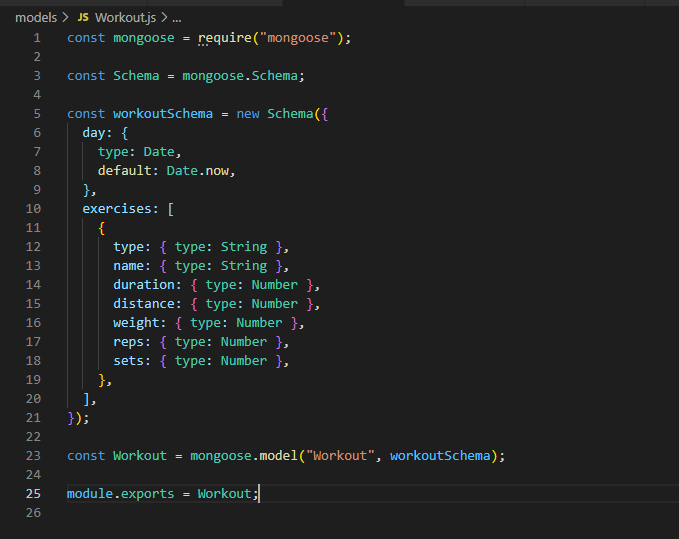 models > JS Workout.js > ...
1 const mongoose = require("mongoose");
2
3 const Schema = mongoose.Schema;
4
5 const workoutSchema = new Schema({
6   day: {
7     type: Date,
8     default: Date.now,
9   },
10   exercises: [
11     {
12       type: { type: String },
13       name: { type: String },
14       duration: { type: Number },
15       distance: { type: Number },
16       weight: { type: Number },
17       reps: { type: Number },
18       sets: { type: Number },
19     },
20   ],
21 });
22
23 const Workout = mongoose.model("Workout", workoutSchema);
24
25 module.exports = Workout;
26